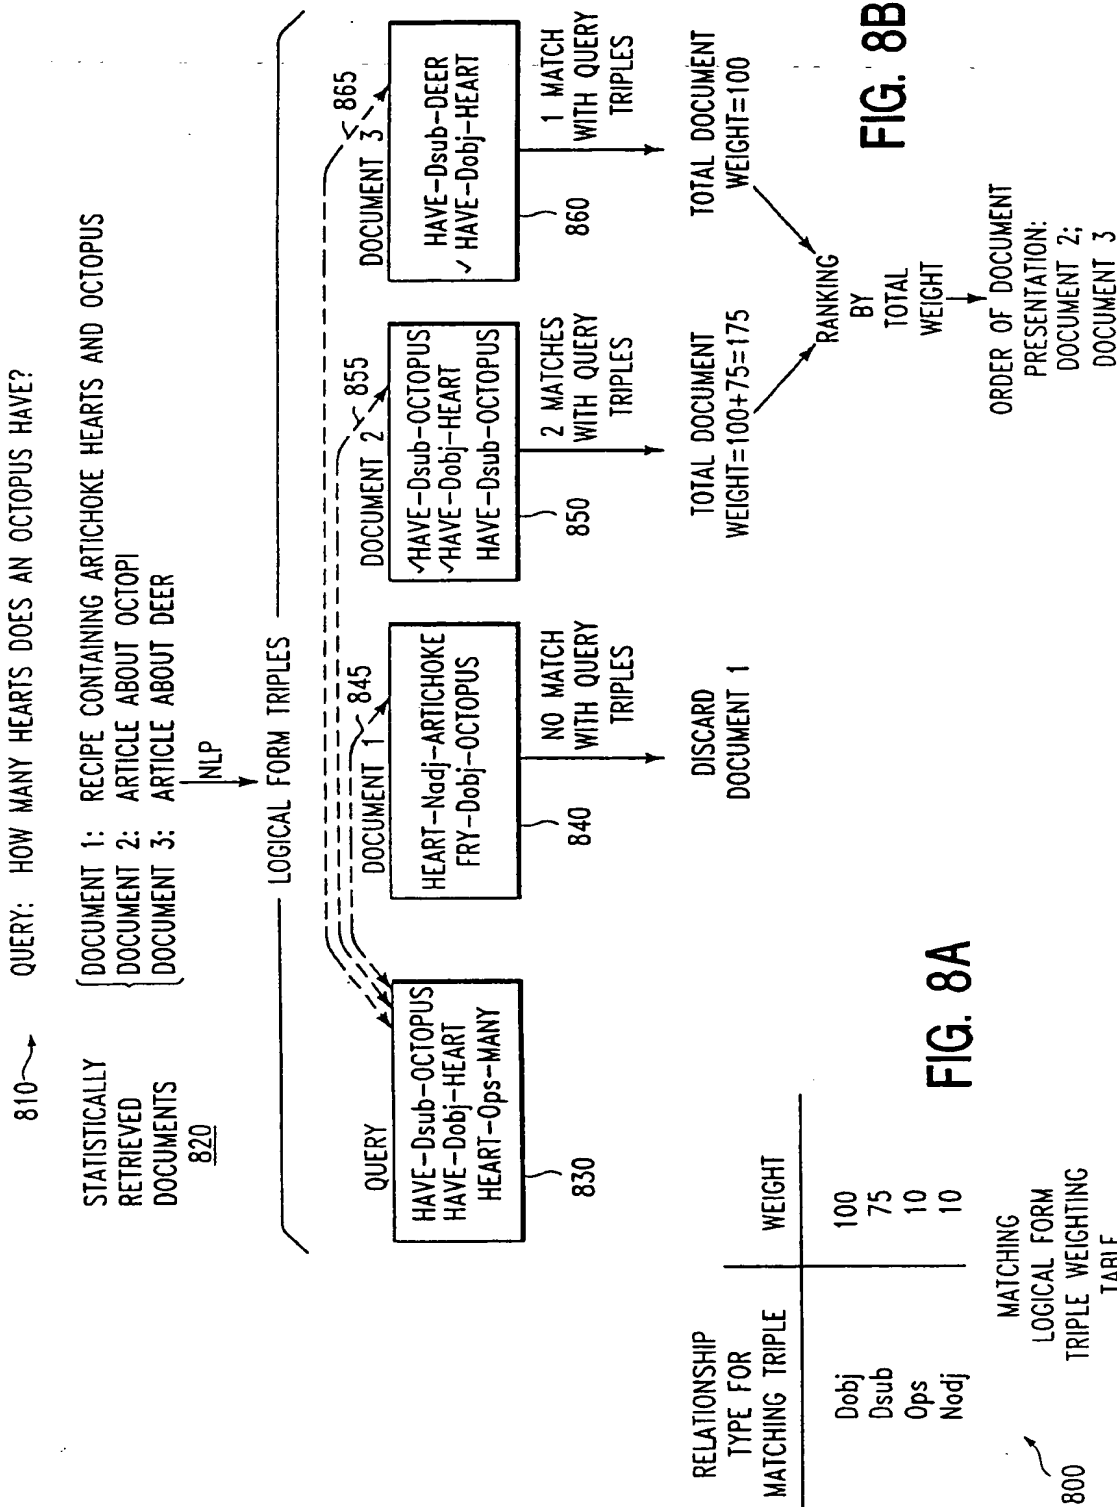 810
QUERY: HOW MANY HEARTS DOES AN OCTOPUS HAVE?
STATISTICALLY
RETRIEVED
DOCUMENTS
820
DOCUMENT 1: RECIPE CONTAINING ARTICHOKE HEARTS AND OCTOPUS
DOCUMENT 2: ARTICLE ABOUT OCTOPI
DOCUMENT 3: ARTICLE ABOUT DEER
NLP
LOGICAL FORM TRIPLES
QUERY
HAVE-Dsub-OCTOPUS
HAVE-Dobj-HEART
HEART-Ops-MANY
830
845
DOCUMENT 1
HEART-Nadj-ARTICHOKE
FRY-Dobj-OCTOPUS
840
NO MATCH
WITH QUERY
TRIPLES
DISCARD
DOCUMENT 1
855
DOCUMENT 2
✓HAVE-Dsub-OCTOPUS
✓HAVE-Dobj-HEART
HAVE-Dsub-OCTOPUS
850
2 MATCHES
WITH QUERY
TRIPLES
TOTAL DOCUMENT
WEIGHT=100+75=175
865
DOCUMENT 3
HAVE-Dsub-DEER
✓ HAVE-Dobj-HEART
860
1 MATCH
WITH QUERY
TRIPLES
TOTAL DOCUMENT
WEIGHT=100
RANKING
BY
TOTAL
WEIGHT
ORDER OF DOCUMENT
PRESENTATION:
DOCUMENT 2;
DOCUMENT 3
FIG. 8B
RELATIONSHIP
TYPE FOR
MATCHING TRIPLE
WEIGHT
Dobj 100
Dsub 75
Ops 10
Nodj 10
MATCHING
LOGICAL FORM
TRIPLE WEIGHTING
TABLE
800
FIG. 8A